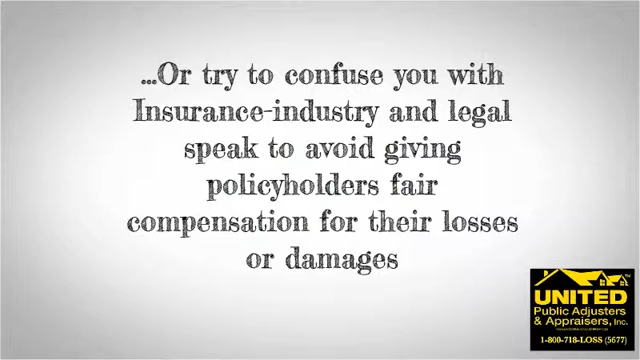 ...Or try to confuse you with
Insurance-industry and legal
speak to avoid giving
policyholders fair
compensation for their losses
or damages
UNITED
Public Adjusters
& Appraisers, Inc.
1-800-718-LOSS (5677)